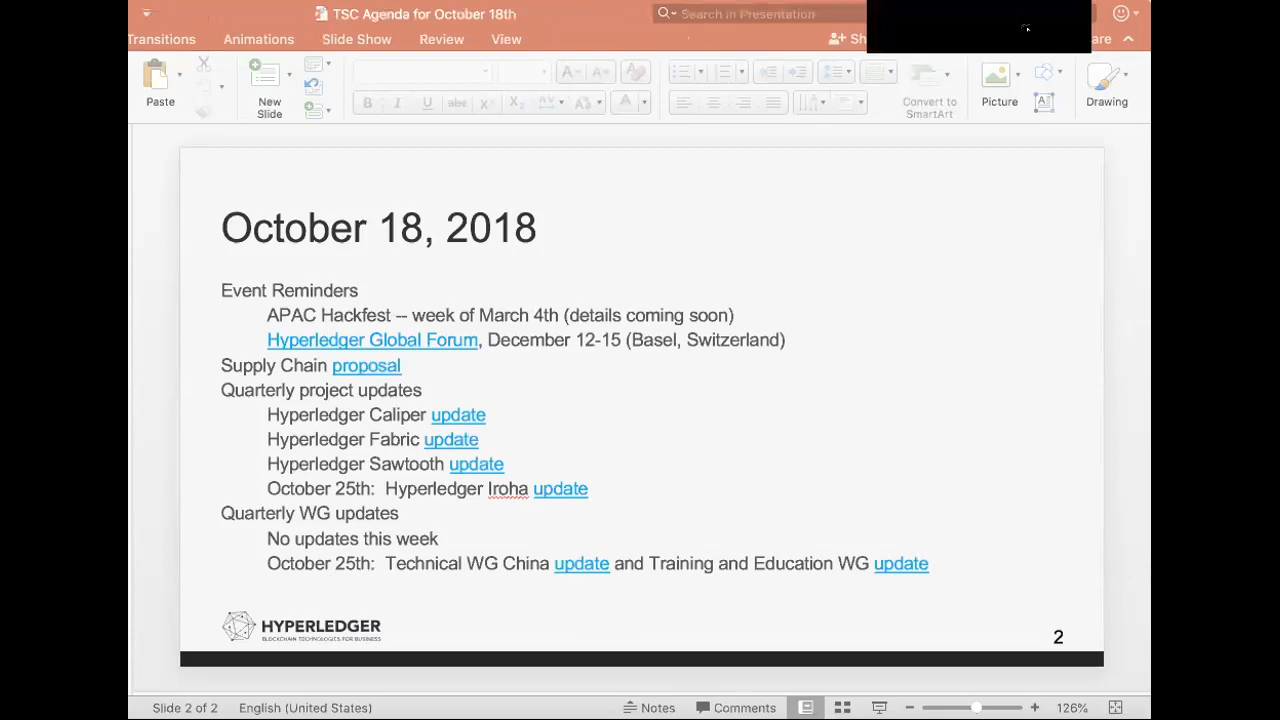 TSC Agenda for October 18th
Search in Presentation
Transitions Animations Slide Show Review View
Paste
New Slide
Convert to SmartArt
Picture
Drawing
October 18, 2018
Event Reminders
APAC Hackfest -- week of March 4th (details coming soon)
Hyperledger Global Forum, December 12-15 (Basel, Switzerland)
Supply Chain proposal
Quarterly project updates
Hyperledger Caliper update
Hyperledger Fabric update
Hyperledger Sawtooth update
October 25th: Hyperledger Iroha update
Quarterly WG updates
No updates this week
October 25th: Technical WG China update and Training and Education WG update
HYPERLEDGER
BLOCKCHAIN TECHNOLOGIES FOR BUSINESS
2
Slide 2 of 2 English (United States) Notes Comments 126%